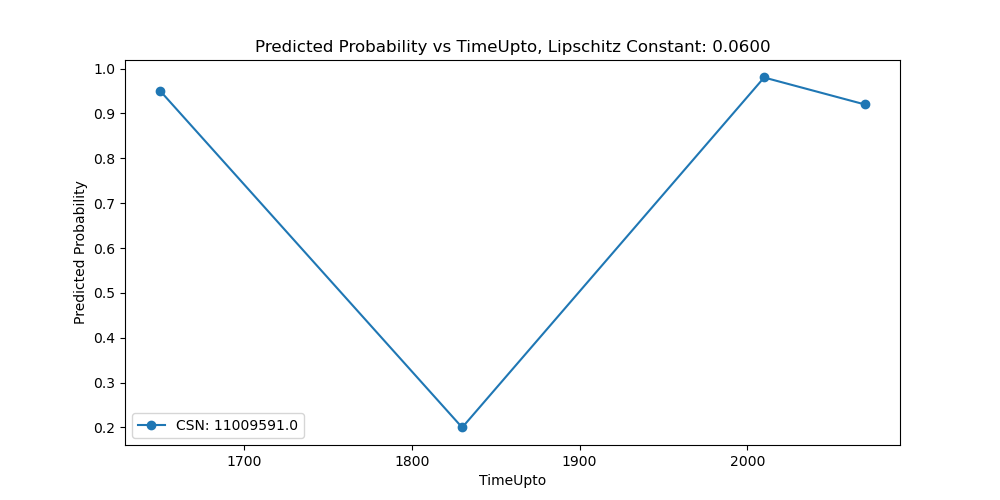 Predicted Probability vs TimeUpto, Lipschitz Constant: 0.0600
1.0
0.9
0.8
0.7
0.6
0.5
0.4
0.3
0.2
Predicted Probability
CSN: 11009591.0
1700 1800 1900 2000
TimeUpto